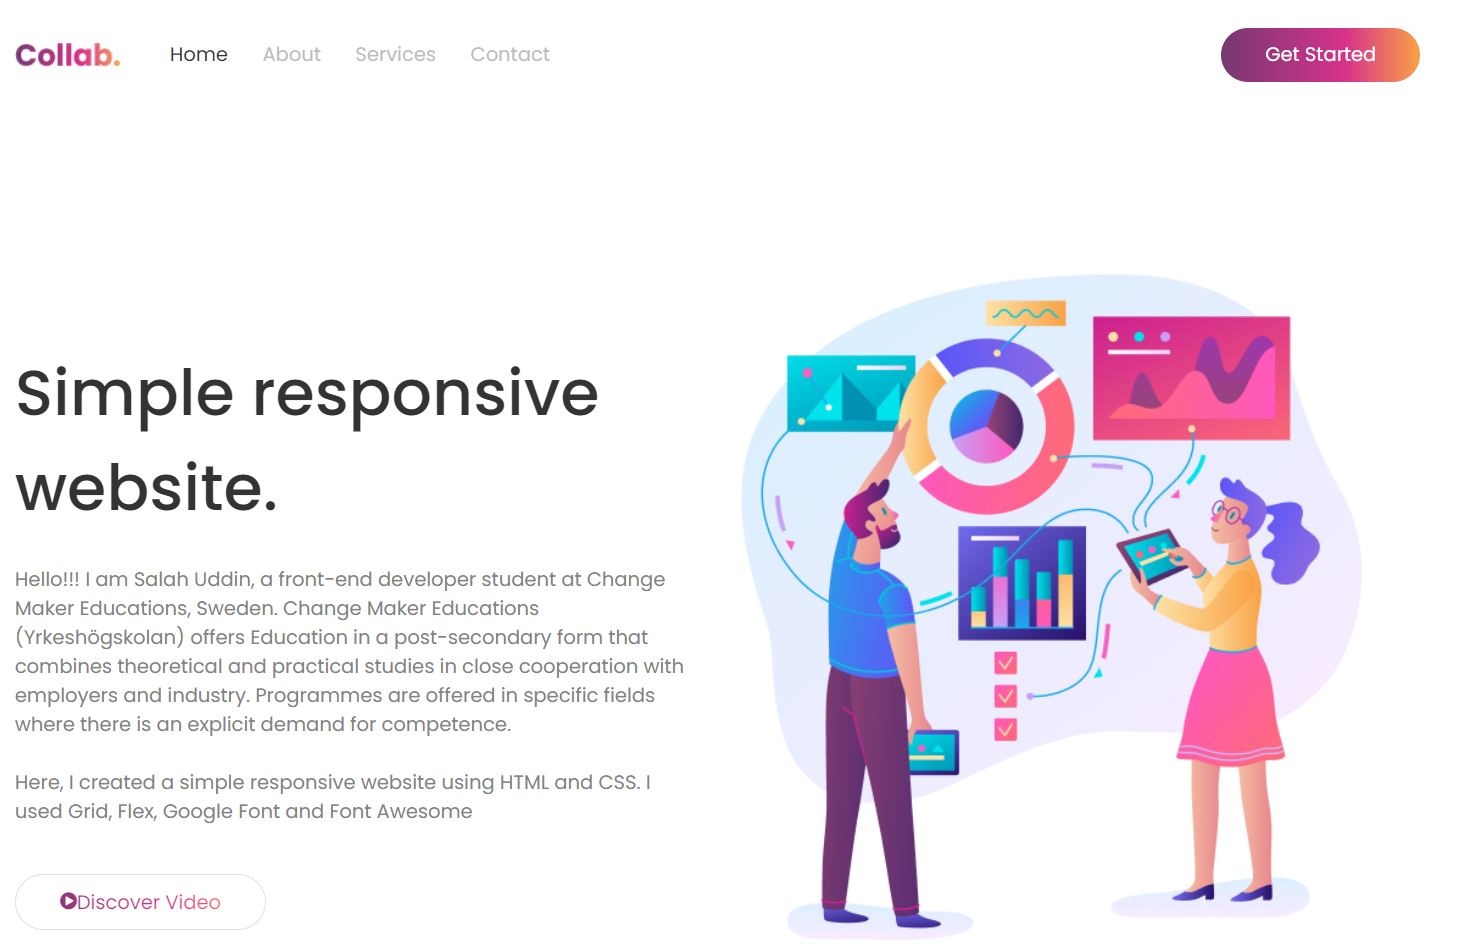 Collab.
Home About Services Contact
Get Started
Simple responsive
website.
Hello!!! I am Salah Uddin, a front-end developer student at Change
Maker Educations, Sweden. Change Maker Educations
(Yrkeshögskolan) offers Education in a post-secondary form that
combines theoretical and practical studies in close cooperation with
employers and industry. Programmes are offered in specific fields
where there is an explicit demand for competence.
Here, I created a simple responsive website using HTML and CSS. I
used Grid, Flex, Google Font and Font Awesome
Discover Video